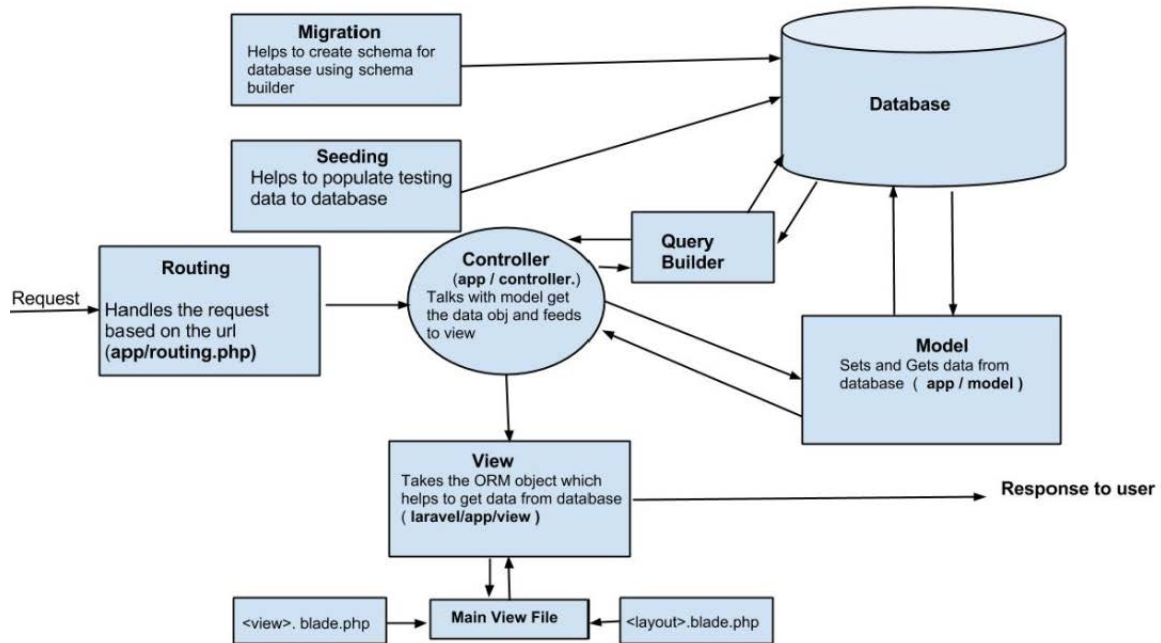 Migration
Helps to create schema for
database using schema
builder
Database
Seeding
Helps to populate testing
data to database
Query
Builder
Controller
(app / controller.)
Talks with model get
the data obj and feeds
to view
Routing
Request
Handles the request
based on the url
(app/routing.php)
Model
Sets and Gets data from
database ( app / model )
View
Takes the ORM object which
helps to get data from database
( laravel/app/view )
Response to user
<view>. blade.php
Main View File
<layout>.blade.php